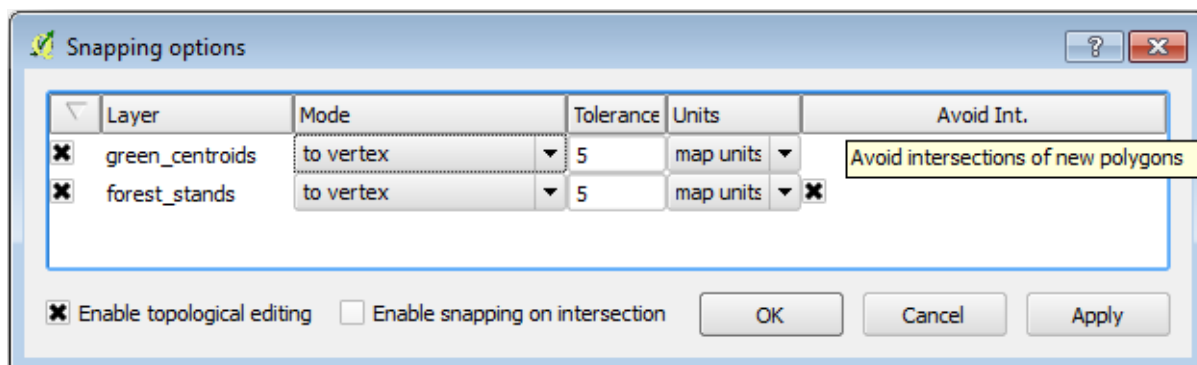 Snapping options
Layer Mode Tolerance Units Avoid Int.
green_centroids to vertex 5 map units
Avoid intersections of new polygons
forest_stands to vertex 5 map units
Enable topological editing Enable snapping on intersection OK Cancel Apply